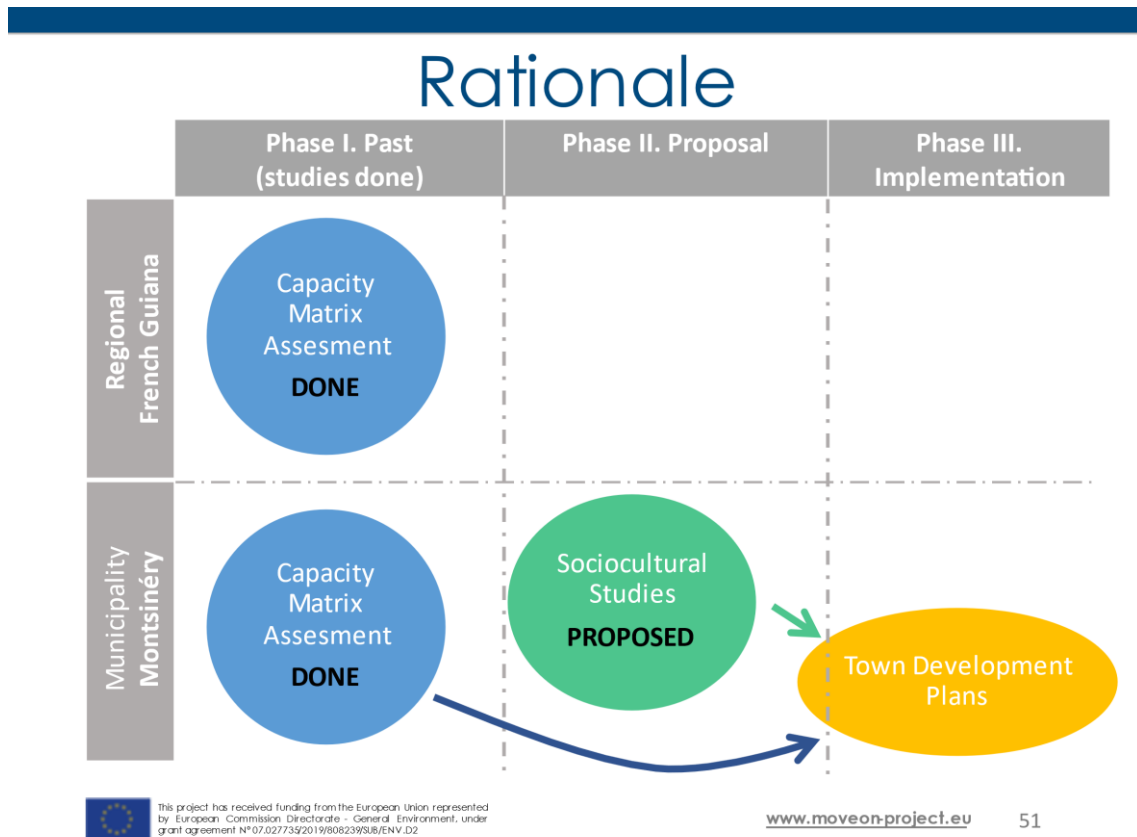 Rationale
Phase I. Past
(studies done)
Phase II. Proposal
Phase III.
Implementation
Regional
French Guiana
Capacity
Matrix
Assesment
DONE
Municipality
Montsinéry
Capacity
Matrix
Assesment
DONE
Sociocultural
Studies
PROPOSED
Town Development
Plans
This project has received funding from the European Union represented
by European Commission Directorate - General Environment, under
grant agreement Nº 07.027735/2019/808239/SUB/ENV.D2
www.moveon-project.eu
51